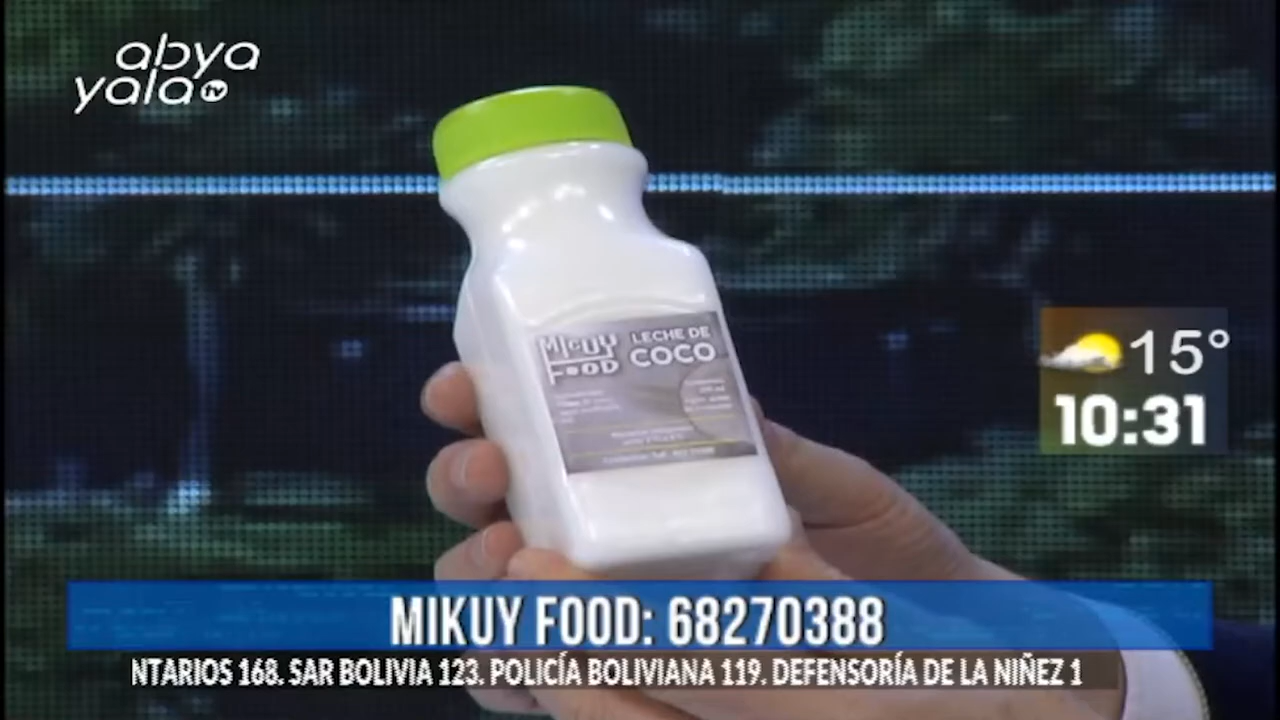 abya
yala tv
MIKUY
FOOD
LECHE DE
COCO
15°
10:31
MIKUY FOOD: 68270388
NTARIOS 168. SAR BOLIVIA 123. POLICÍA BOLIVIANA 119. DEFENSORÍA DE LA NIÑEZ 1